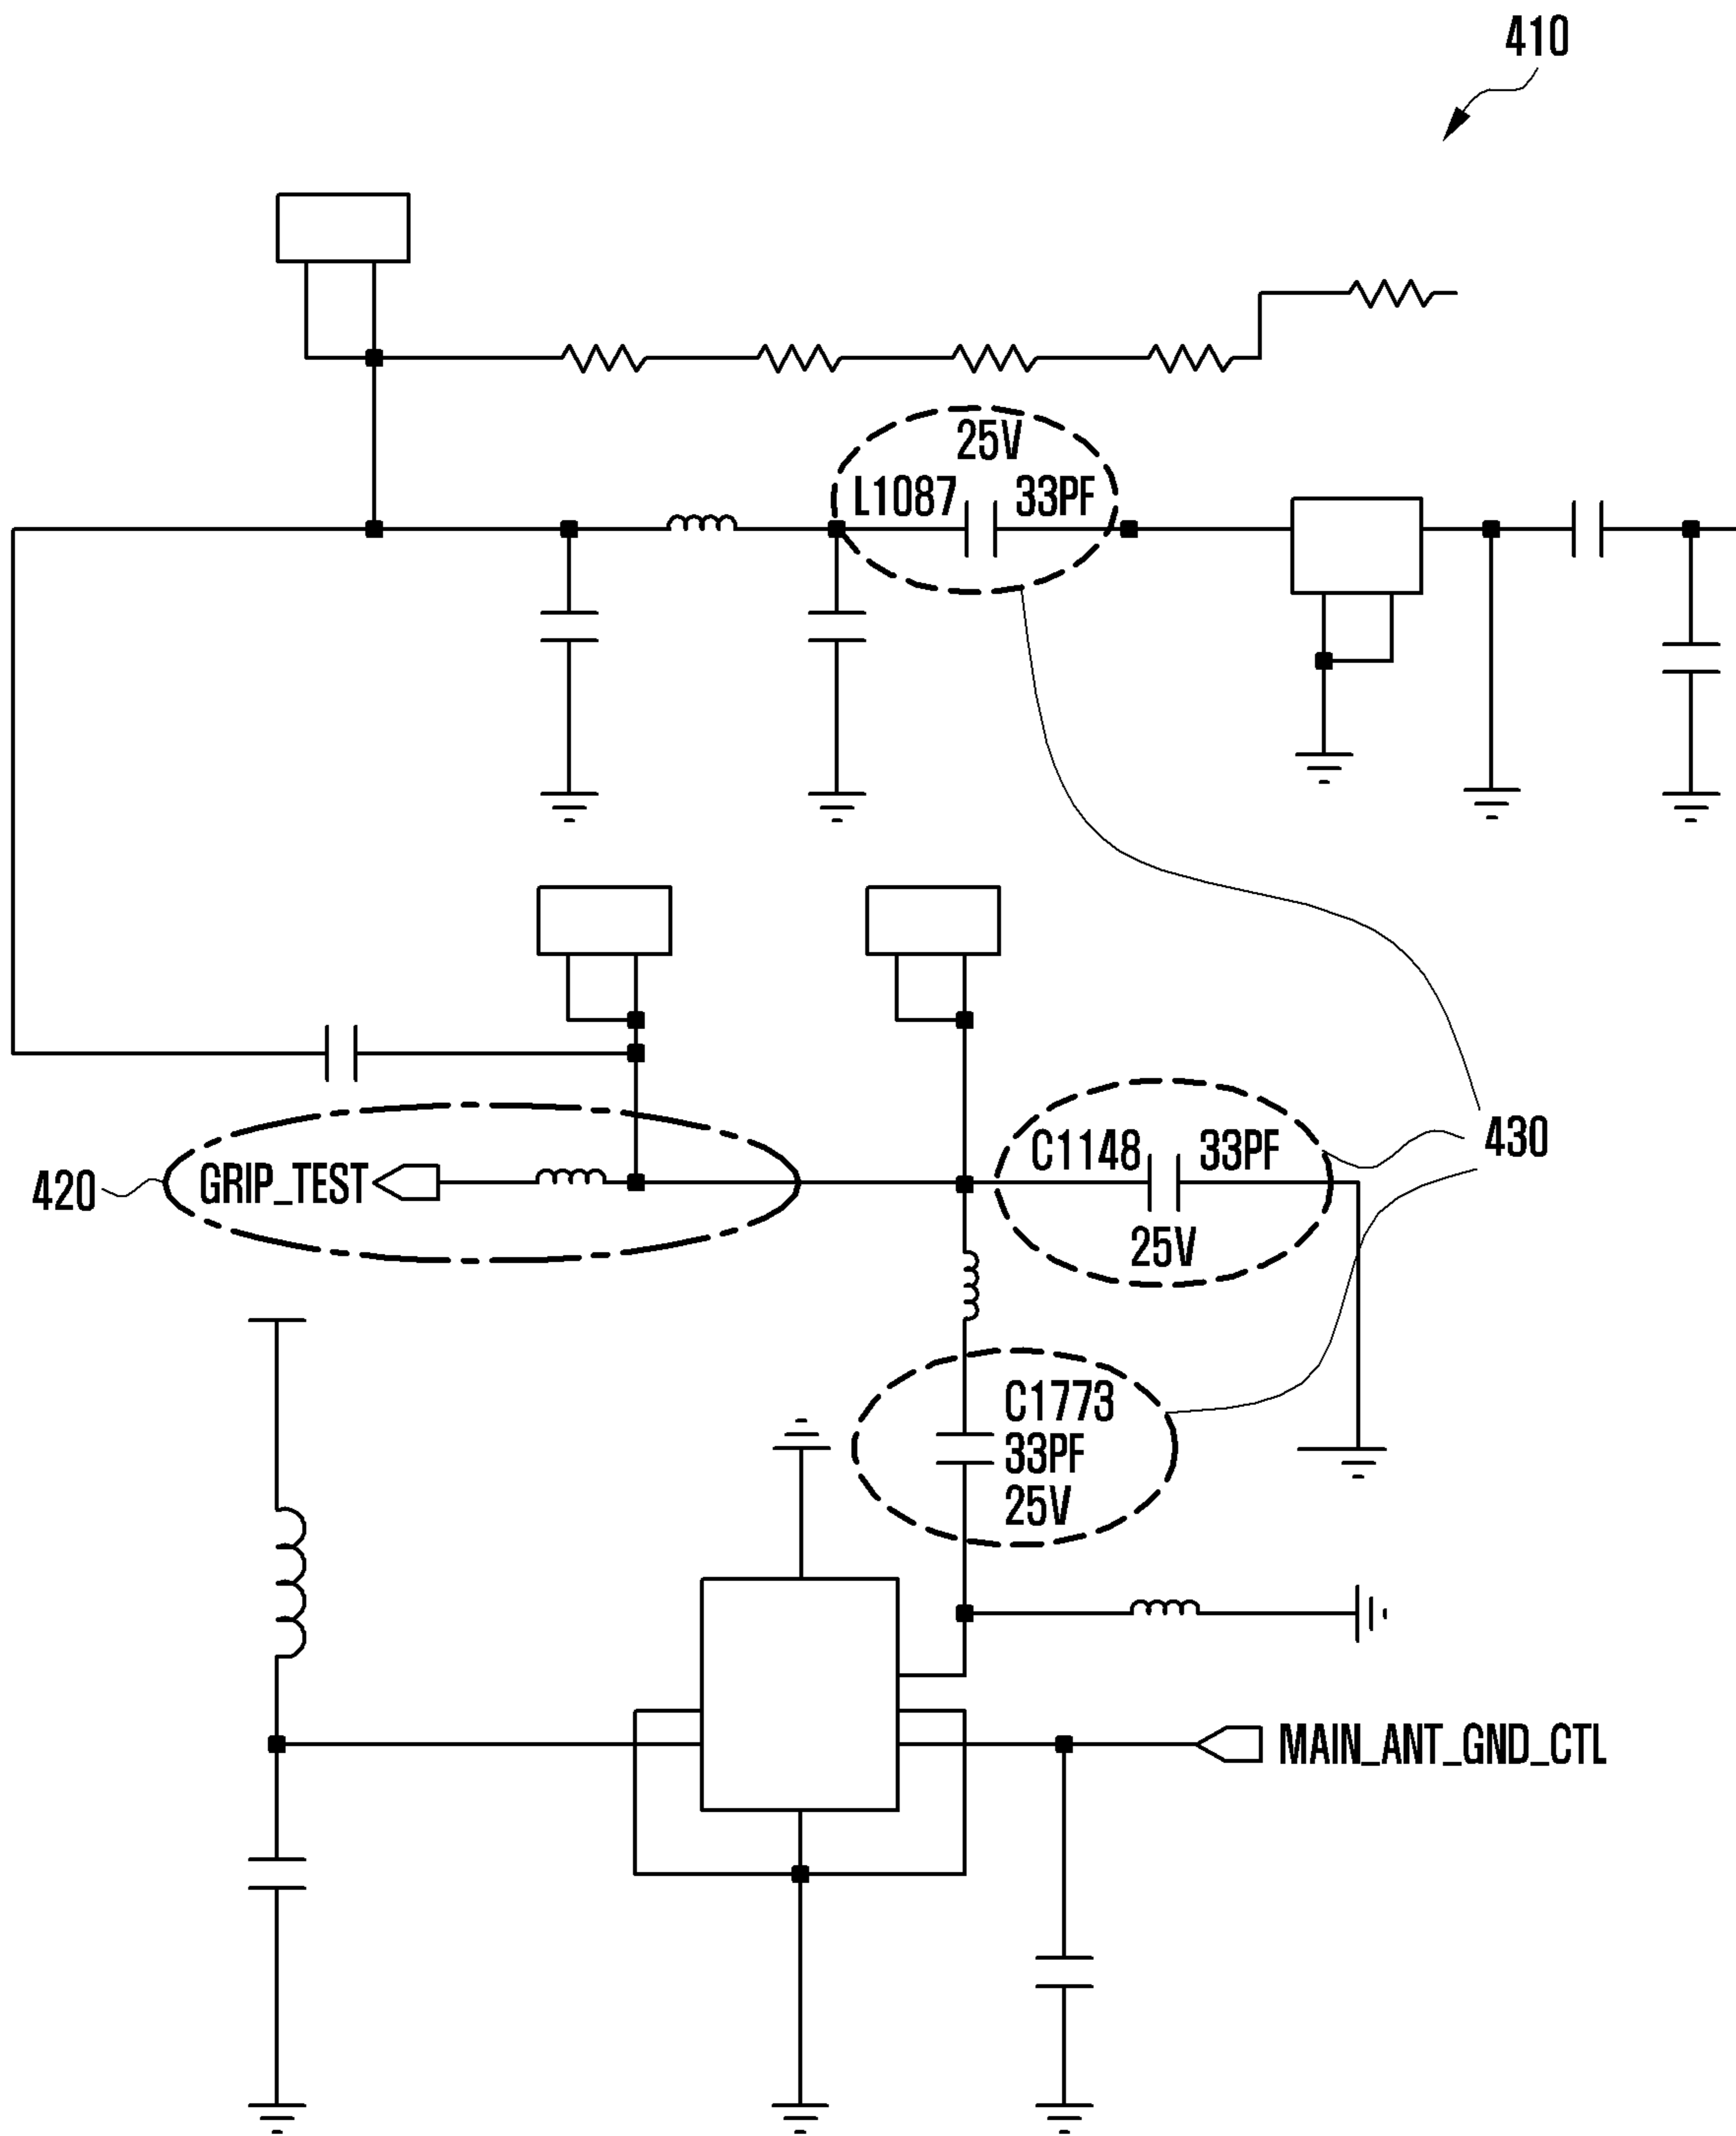 410
25V
L1087 33PF
C1148 33PF
430
420
GRIP_TEST
25V
C1773
33PF
25V
MAIN_ANT_GND_CTL